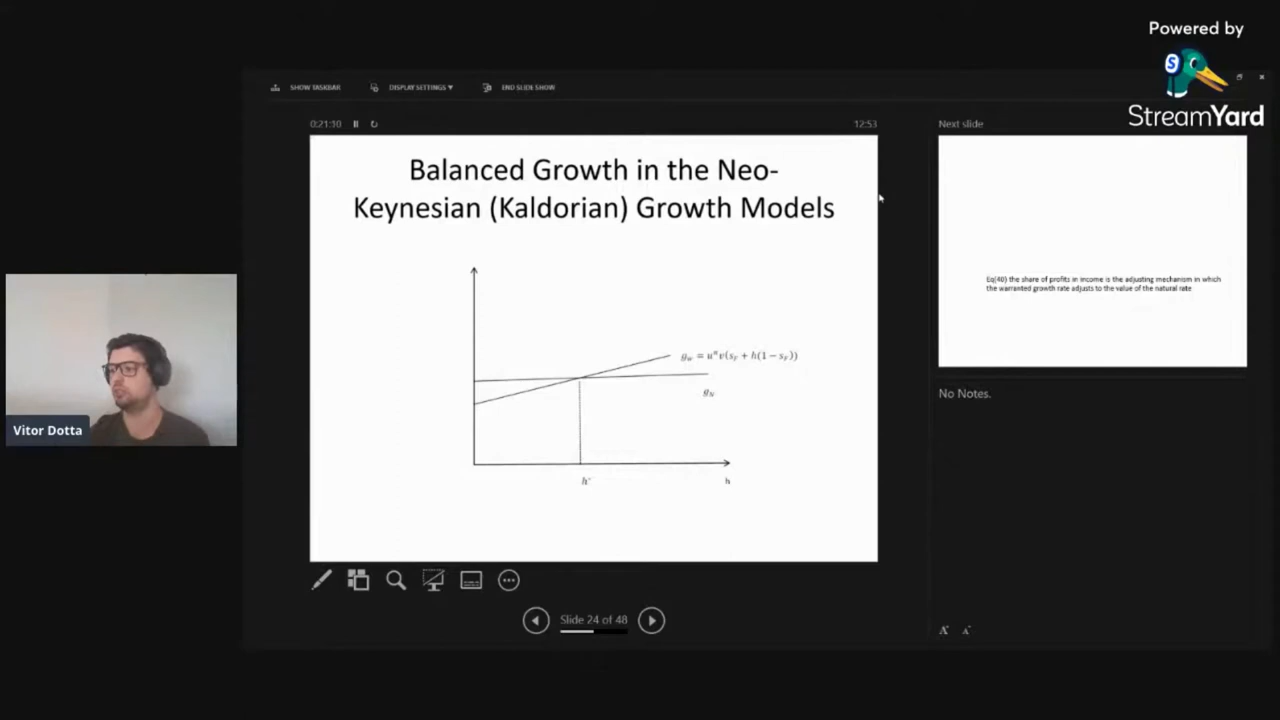 Powered by
StreamYard
SHOW TASKBAR
DISPLAY SETTINGS ▼
END SLIDE SHOW
0:21:10
12:53
Next slide
Balanced Growth in the Neo-
Keynesian (Kaldorian) Growth Models
g_w = u^n v(s_F + h(1 − s_F))
g_N
h*
h
Eq(40) the share of profits in income is the adjusting mechanism in which
the warranted growth rate adjusts to the value of the natural rate
No Notes.
Vitor Dotta
Slide 24 of 48
A
A